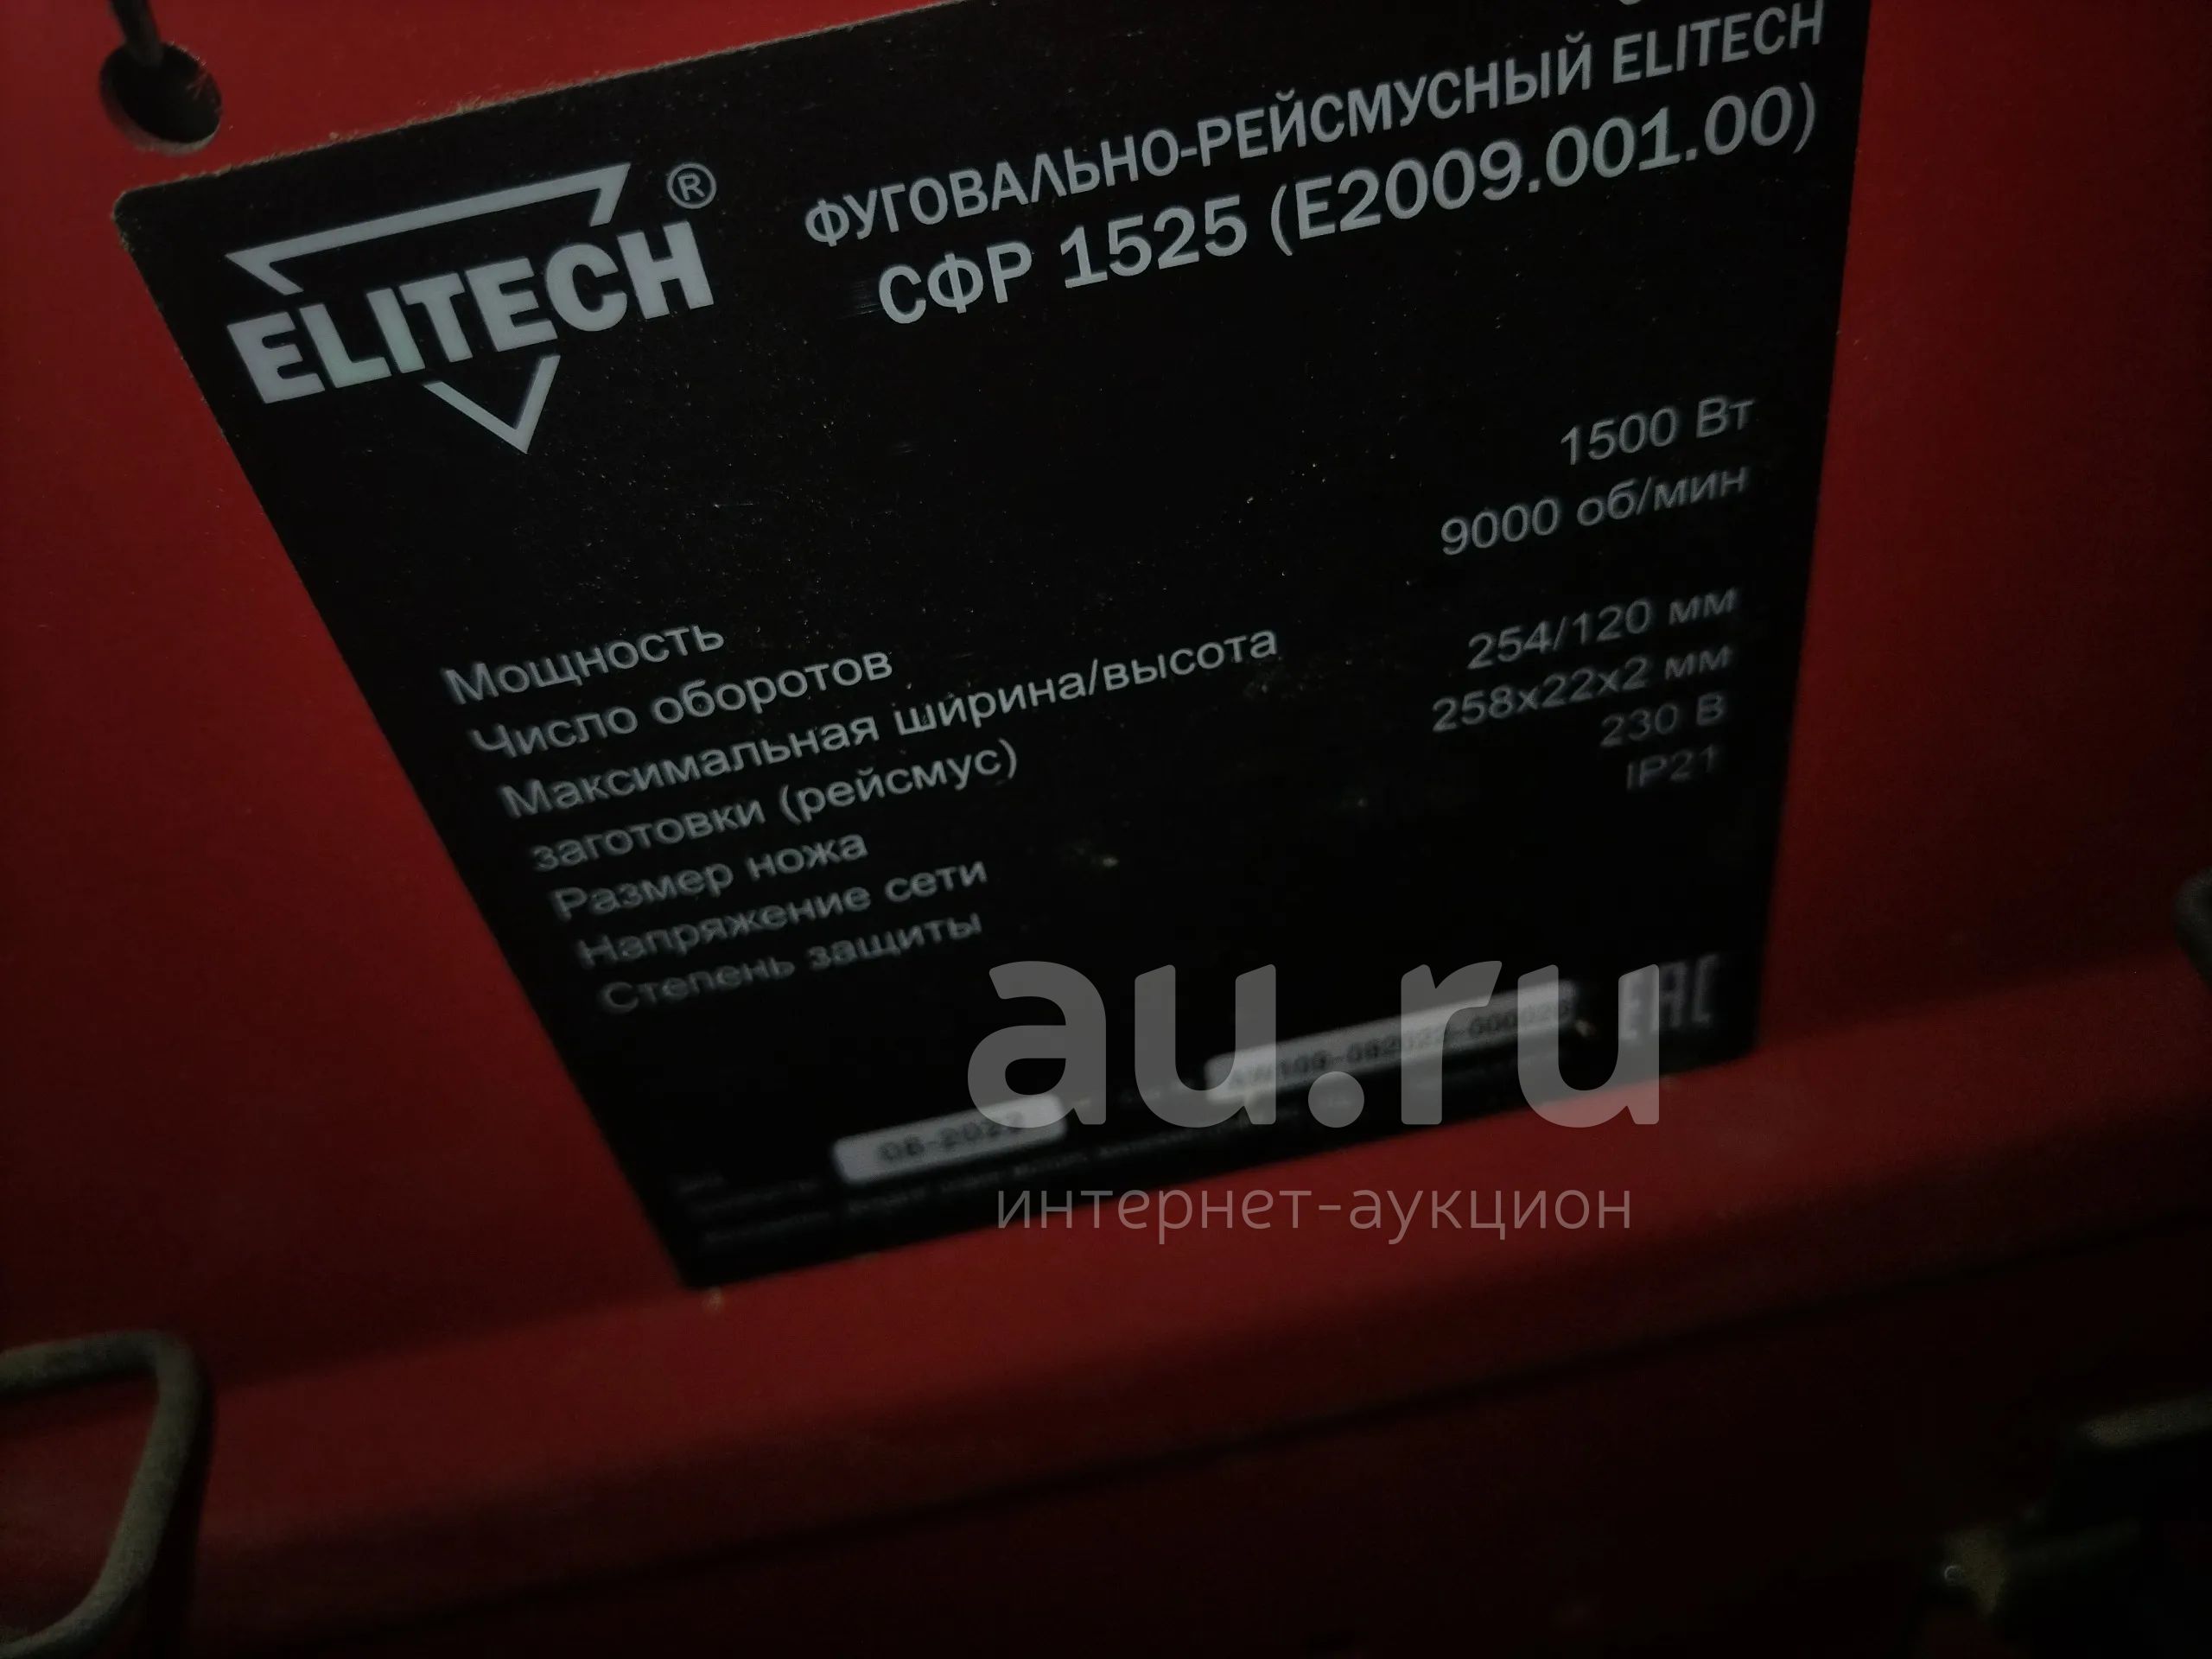 ELITECH®
ФУГОВАЛЬНО-РЕЙСМУСНЫЙ ELITECH
СФР 1525 (E2009.001.00)
Мощность 1500 Вт
Число оборотов 9000 об/мин
Максимальная ширина/высота
заготовки (рейсмус) 254/120 мм
Размер ножа 258x22x2 мм
Напряжение сети 230 В
Степень защиты IP21
EAC
au.ru
интернет-аукцион